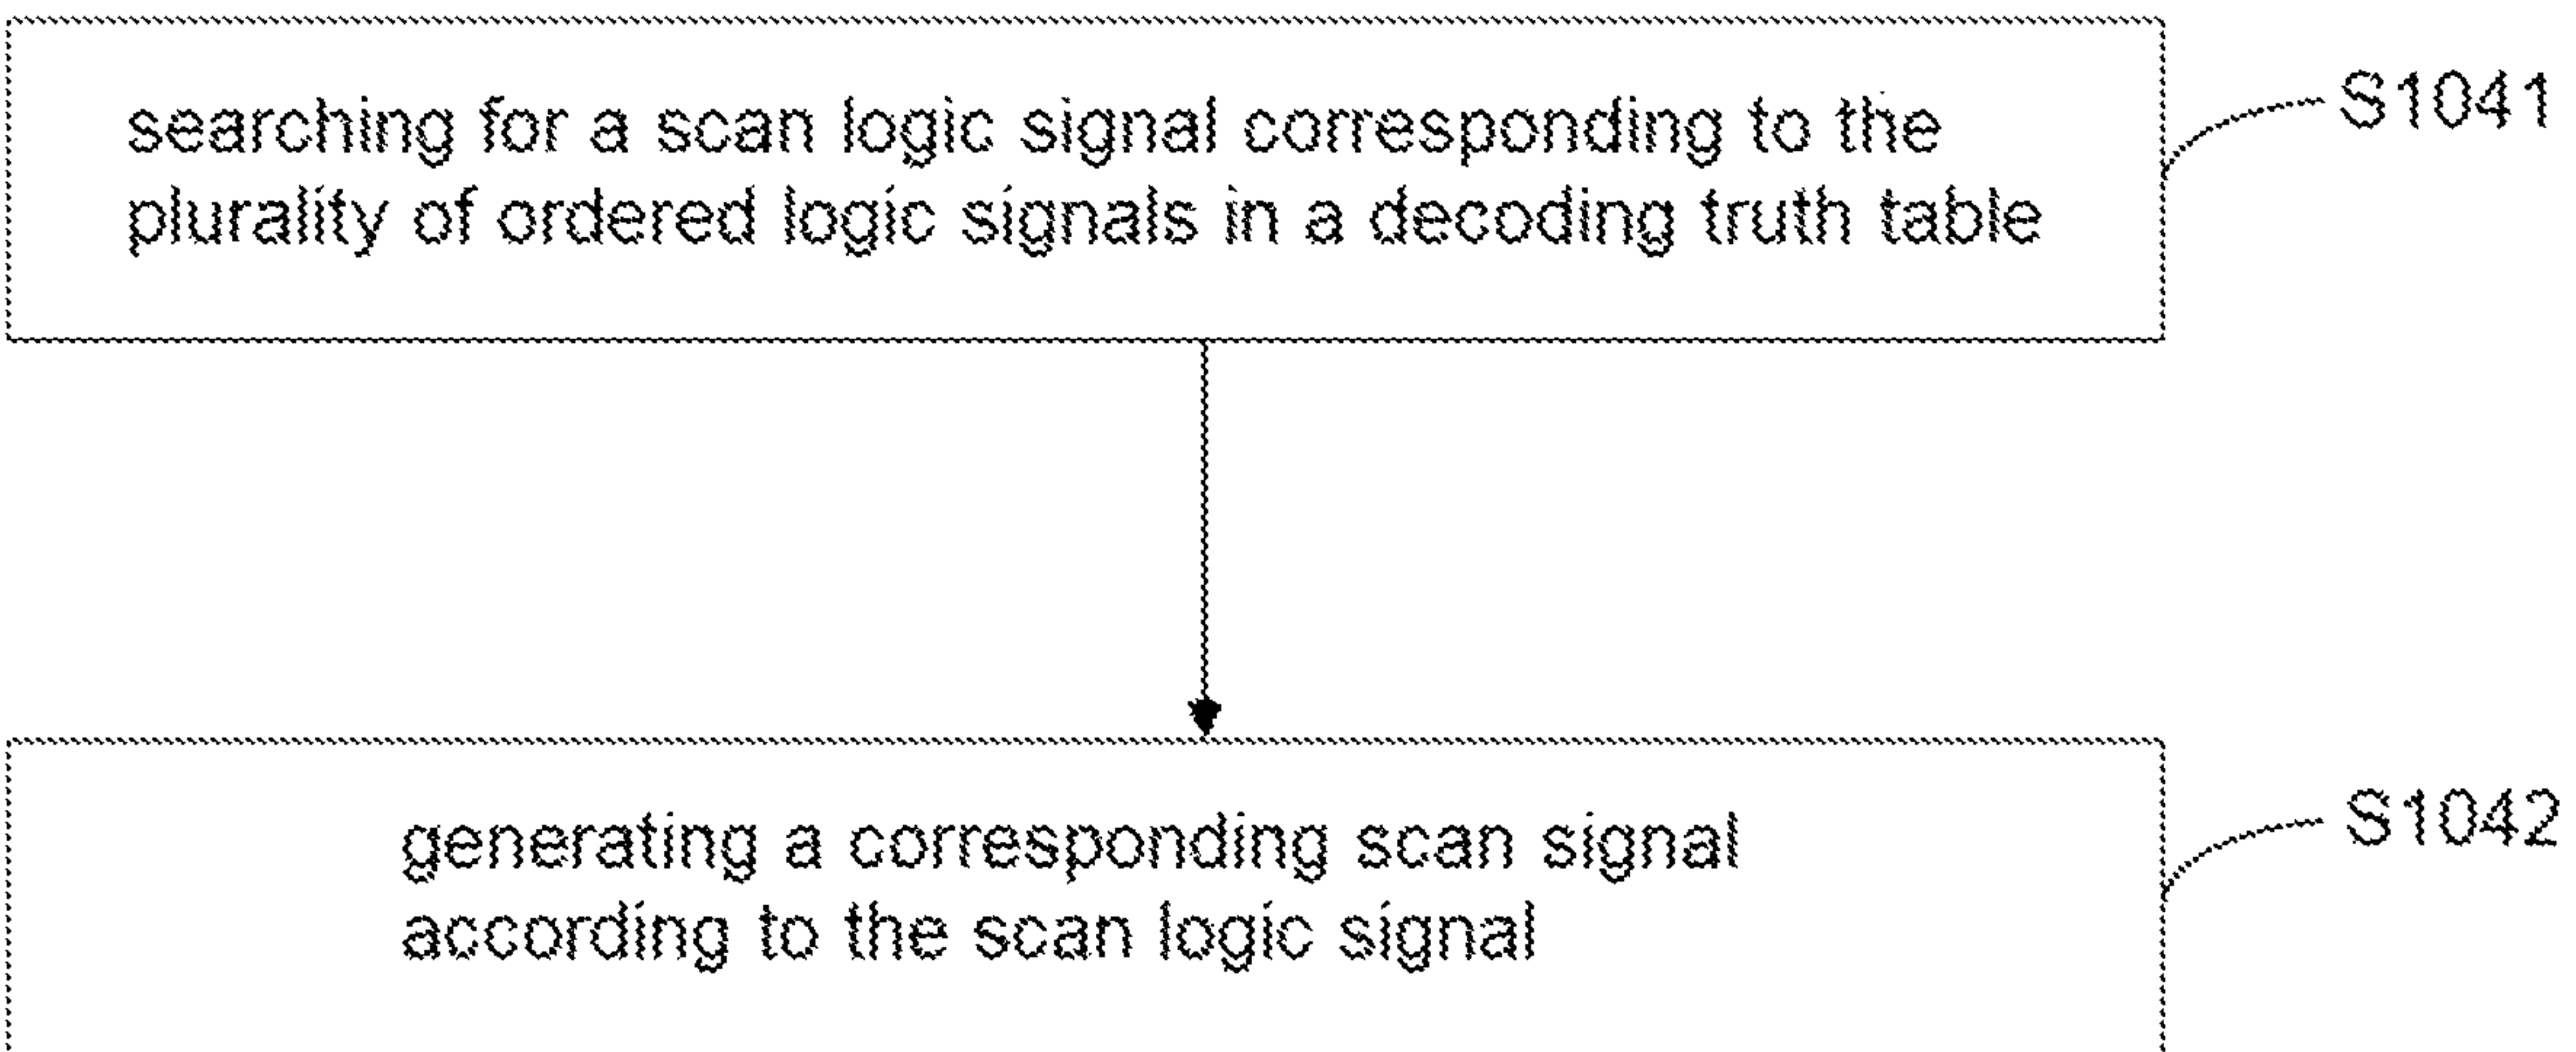 searching for a scan logic signal corresponding to the
plurality of ordered logic signals in a decoding truth table
S1041
generating a corresponding scan signal
according to the scan logic signal
S1042